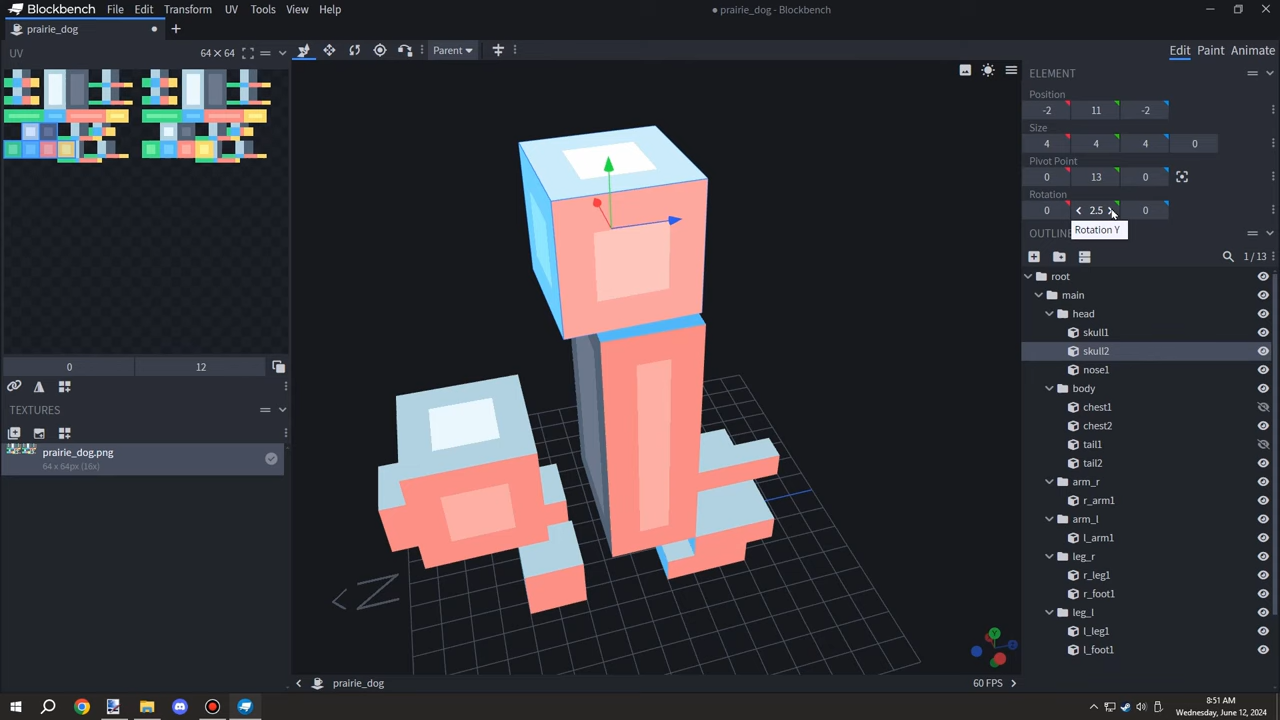 Blockbench File Edit Transform UV Tools View Help
• prairie_dog - Blockbench
prairie_dog
UV
64 × 64
Parent
Edit Paint Animate
ELEMENT
Position
-2 11 -2
Size
4 4 4 0
Pivot Point
0 13 0
Rotation
0 2.5 0
Rotation Y
OUTLINE
1 / 13
root
main
head
skull1
skull2
nose1
body
chest1
chest2
tail1
tail2
arm_r
r_arm1
arm_l
l_arm1
leg_r
r_leg1
r_foot1
leg_l
l_leg1
l_foot1
0 12
TEXTURES
prairie_dog.png
64 x 64px (16x)
prairie_dog
60 FPS
8:51 AM
Wednesday, June 12, 2024